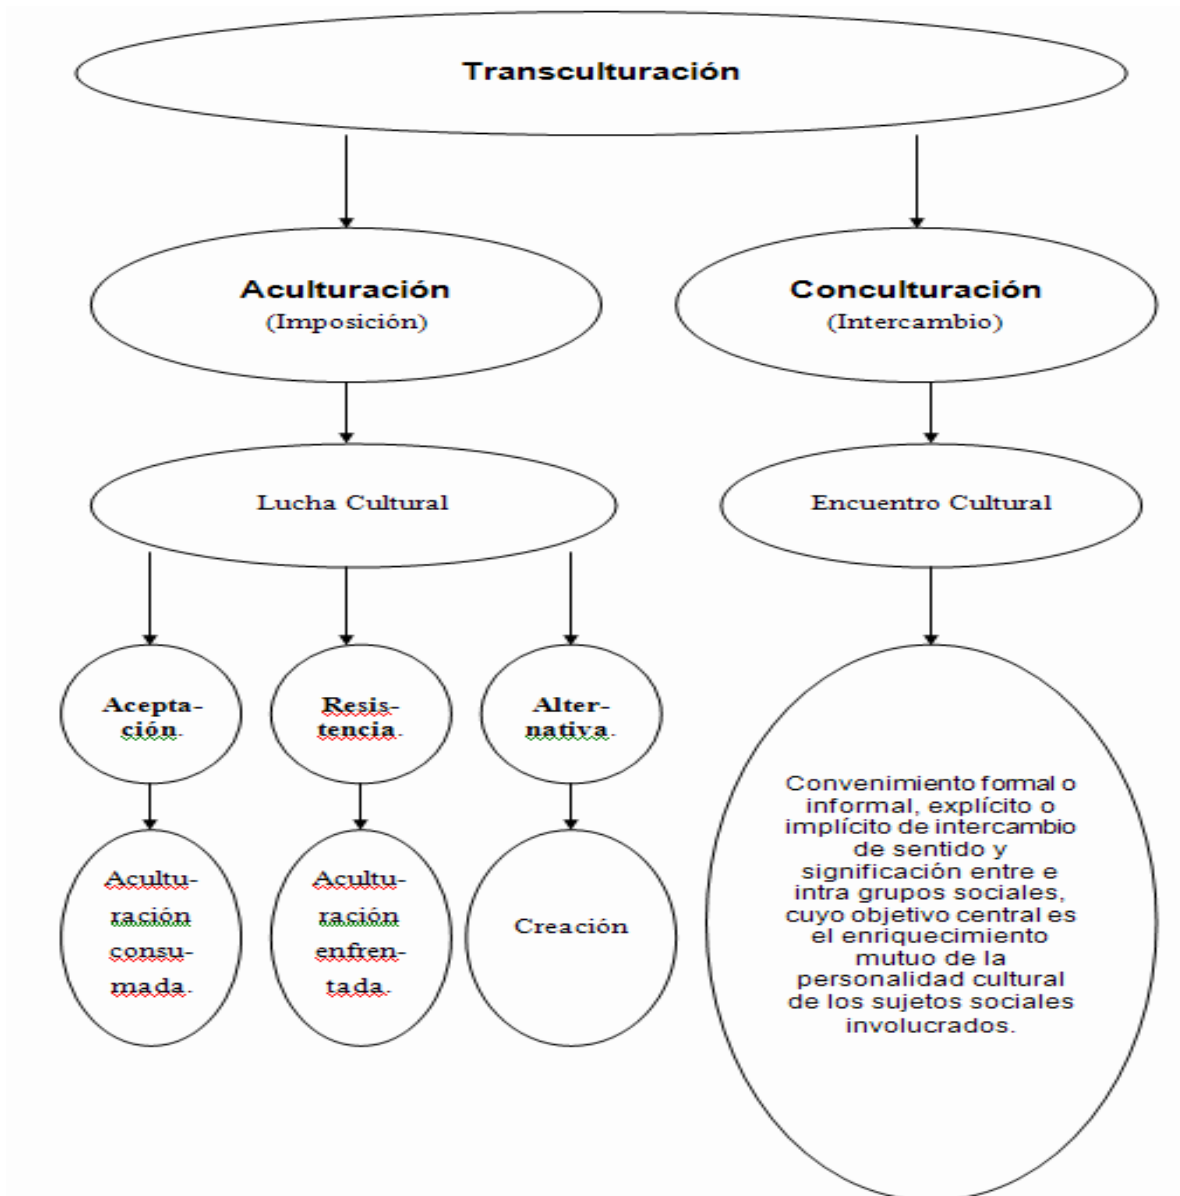 Transculturación
Aculturación
(Imposición)
Conculturación
(Intercambio)
Lucha Cultural
Encuentro Cultural
Acepta-
ción.
Resis-
tencia.
Alter-
nativa.
Acultu-
ración
consu-
mada.
Acultu-
ración
enfren-
tada.
Creación
Convenimiento formal o
informal, explícito o
implícito de intercambio
de sentido y
significación entre e
intra grupos sociales,
cuyo objetivo central es
el enriquecimiento
mutuo de la
personalidad cultural
de los sujetos sociales
involucrados.